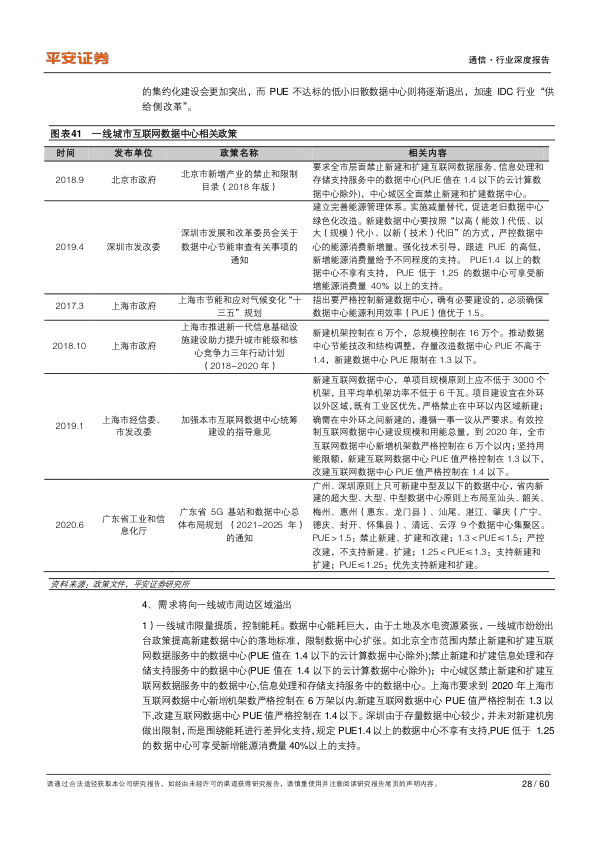 平安证券
通信·行业深度报告
的集约化建设会更加突出，而 PUE 不达标的低小旧散数据中心则将逐渐退出，加速 IDC 行业“供
给侧改革”。
图表41 一线城市互联网数据中心相关政策
时间 发布单位 政策名称 相关内容
2018.9
北京市政府
北京市新增产业的禁止和限制
目录（2018 年版）
要求全市层面禁止新建和扩建互联网数据服务、信息处理和
存储支持服务中的数据中心(PUE 值在 1.4 以下的云计算数
据中心除外)，中心城区全面禁止新建和扩建数据中心。
2019.4
深圳市发改委
深圳市发展和改革委员会关于
数据中心节能审查有关事项的
通知
建立完善能源管理体系。实施减量替代，促进老旧数据中心
绿色化改造。新建数据中心要按照“以高（能效）代低、以
大（规模）代小、以新（技术）代旧”的方式，严控数据中
心的能源消费新增量。强化技术引导，跟进 PUE 的高低，
新增能源消费量给予不同程度的支持。 PUE1.4 以上的数
据中心不享有支持， PUE 低于 1.25 的数据中心可享受新
增能源消费量 40% 以上的支持。
2017.3
上海市政府
上海市节能和应对气候变化“十
三五”规划
指出要严格控制新建数据中心，确有必要建设的，必须确保
数据中心能源利用效率（PUE）值优于 1.5。
2018.10
上海市政府
上海市推进新一代信息基础设
施建设助力提升城市能级和核
心竞争力三年行动计划
（2018-2020 年）
新建机架控制在 6 万个，总规模控制在 16 万个。推动数据
中心节能技改和结构调整，存量改造数据中心 PUE 不高于
1.4，新建数据中心 PUE 限制在 1.3 以下。
2019.1
上海市经信委、
市发改委
加强本市互联网数据中心统筹
建设的指导意见
新建互联网数据中心，单项目规模原则上应不低于 3000 个
机架，且平均单机架功率不低于 6 千瓦。项目建设宜在外环
以外区域，既有工业区优先，严格禁止在中环以内区域新建；
确需在中外环之间新建的，遵循一事一议从严要求。有效控
制互联网数据中心建设规模和用能总量，到 2020 年，全市
互联网数据中心新增机架数严格控制在 6 万个以内；坚持用
能限额，新建互联网数据中心 PUE 值严格控制在 1.3 以下，
改建互联网数据中心 PUE 值严格控制在 1.4 以下。
2020.6
广东省工业和信
息化厅
广东省 5G 基站和数据中心总
体布局规划 （2021-2025 年）
的通知
广州、深圳原则上只可新建中型及以下的数据中心，省内新
建的超大型、大型、中型数据中心原则上布局至汕头、韶关、
梅州、惠州（惠东、龙门县）、汕尾、湛江、肇庆（广宁、
德庆、封开、怀集县）、清远、云浮 9 个数据中心集聚区。
PUE＞1.5：禁止新建、扩建和改建；1.3＜PUE≤1.5：严控
改建，不支持新建、扩建；1.25＜PUE≤1.3：支持新建和
扩建；PUE≤1.25：优先支持新建和扩建。
资料来源：政策文件，平安证券研究所
4、需求将向一线城市周边区域溢出
1）一线城市限量提质，控制能耗。数据中心能耗巨大，由于土地及水电资源紧张，一线城市纷纷出
台政策提高新建数据中心的落地标准，限制数据中心扩张。如北京全市范围内禁止新建和扩建互联
网数据服务中的数据中心(PUE 值在 1.4 以下的云计算数据中心除外);禁止新建和扩建信息处理和存
储支持服务中的数据中心(PUE 值在 1.4 以下的云计算数据中心除外)；中心城区禁止新建和扩建互
联网数据服务中的数据中心,信息处理和存储支持服务中的数据中心。上海市要求到 2020 年上海市
互联网数据中心新增机架数严格控制在 6 万架以内,新建互联网数据中心 PUE 值严格控制在 1.3 以
下,改建互联网数据中心 PUE 值严格控制在 1.4 以下。深圳由于存量数据中心较少，并未对新建机房
做出限制，而是围绕能耗进行差异化支持，规定 PUE1.4 以上的数据中心不享有支持,PUE 低于 1.25
的数据中心可享受新增能源消费量 40%以上的支持。
请通过合法途径获取本公司研究报告，如经由未经许可的渠道获得研究报告，请慎重使用并注意阅读研究报告尾页的声明内容。
28 / 60